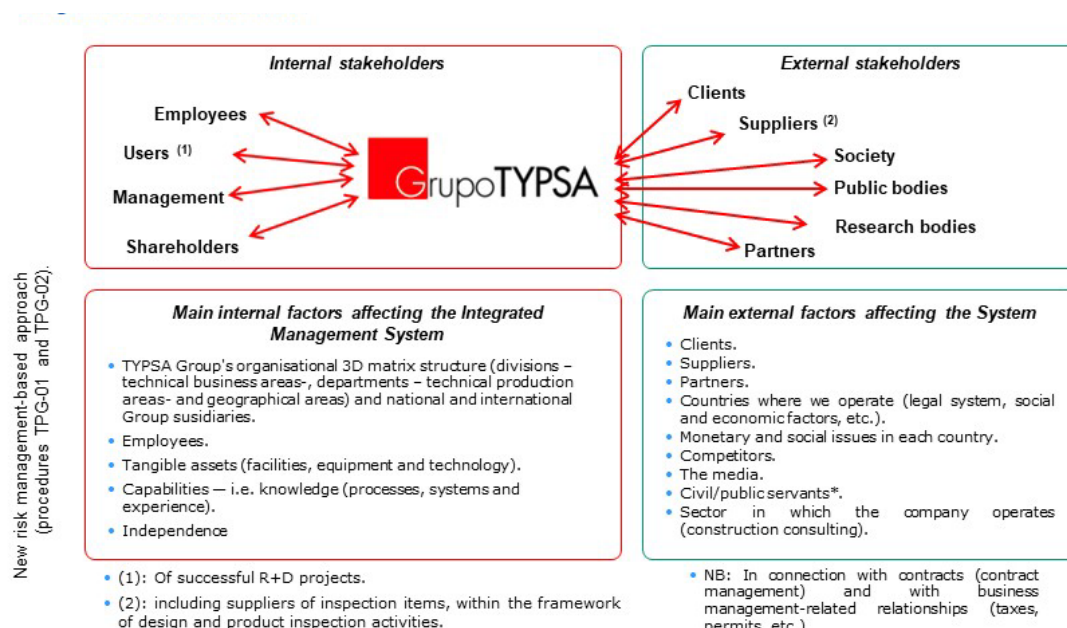 New risk management-based approach
(procedures TPG-01 and TPG-02).
Internal stakeholders
Employees
Users (1)
Management
Shareholders
GrupoTYPSA
External stakeholders
Clients
Suppliers (2)
Society
Public bodies
Research bodies
Partners
Main internal factors affecting the Integrated
Management System
• TYPSA Group's organisational 3D matrix structure (divisions –
technical business areas-, departments – technical production
areas- and geographical areas) and national and international
Group susidiaries.
• Employees.
• Tangible assets (facilities, equipment and technology).
• Capabilities — i.e. knowledge (processes, systems and
experience).
• Independence
Main external factors affecting the System
• Clients.
• Suppliers.
• Partners.
• Countries where we operate (legal system, social
and economic factors, etc.).
• Monetary and social issues in each country.
• Competitors.
• The media.
• Civil/public servants*.
• Sector in which the company operates
(construction consulting).
• (1): Of successful R+D projects.
• (2): including suppliers of inspection items, within the framework
of design and product inspection activities.
• NB: In connection with contracts (contract
management) and with business
management-related relationships (taxes,
permits, etc.)